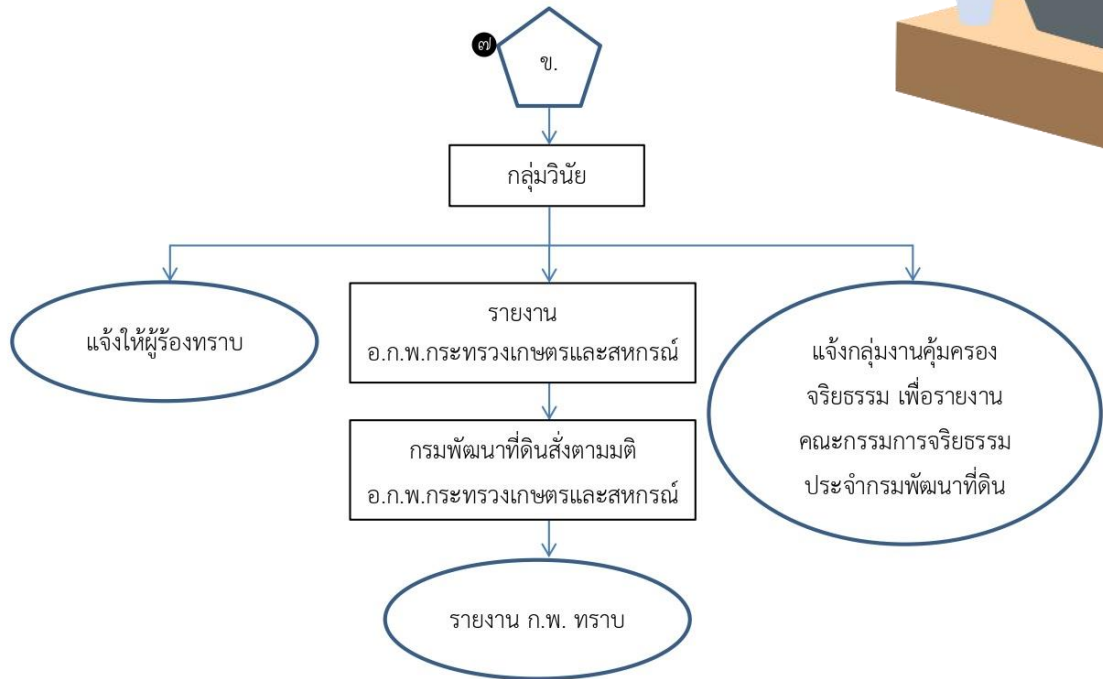 ๗
ข.
กลุ่มวินัย
แจ้งให้ผู้ร้องทราบ
รายงาน
อ.ก.พ.กระทรวงเกษตรและสหกรณ์
แจ้งกลุ่มงานคุ้มครอง
จริยธรรม เพื่อรายงาน
คณะกรรมการจริยธรรม
ประจำกรมพัฒนาที่ดิน
กรมพัฒนาที่ดินสั่งตามมติ
อ.ก.พ.กระทรวงเกษตรและสหกรณ์
รายงาน ก.พ. ทราบ